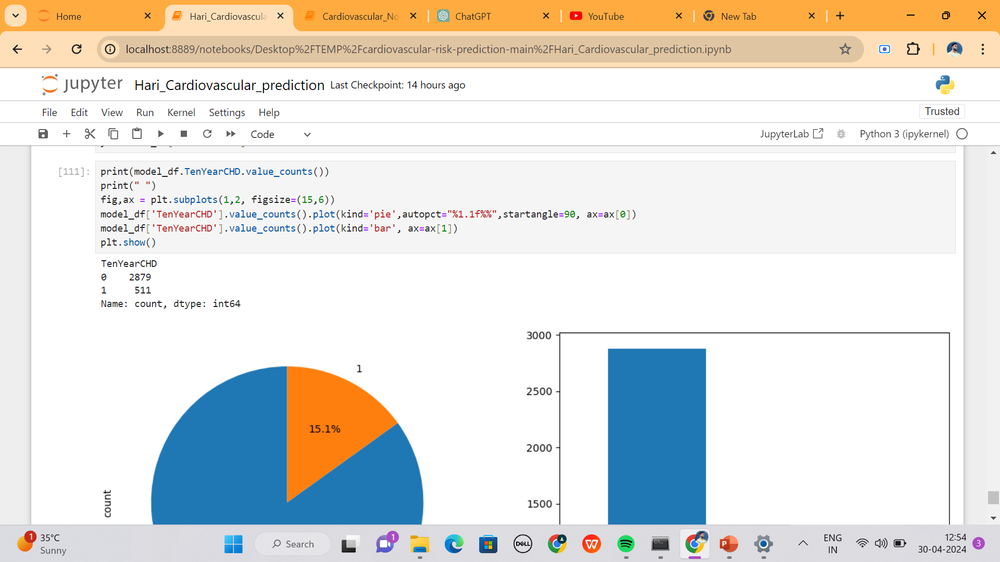 Home
Hari_Cardiovascula
Cardiovascular_No
ChatGPT
YouTube
New Tab
localhost:8889/notebooks/Desktop%2FTEMP%2Fcardiovascular-risk-prediction-main%2FHari_Cardiovascular_prediction.ipynb
jupyter Hari_Cardiovascular_prediction Last Checkpoint: 14 hours ago
File Edit View Run Kernel Settings Help
Trusted
Code
JupyterLab
Python 3 (ipykernel)
[111]:
print(model_df.TenYearCHD.value_counts())
print(" ")
fig,ax = plt.subplots(1,2, figsize=(15,6))
model_df['TenYearCHD'].value_counts().plot(kind='pie',autopct="%1.1f%%",startangle=90, ax=ax[0])
model_df['TenYearCHD'].value_counts().plot(kind='bar', ax=ax[1])
plt.show()
TenYearCHD
0    2879
1     511
Name: count, dtype: int64
1
15.1%
count
3000
2500
2000
1500
1
35°C
Sunny
Search
1
DELL
W
C:\
P
ENG
IN
12:54
30-04-2024
3